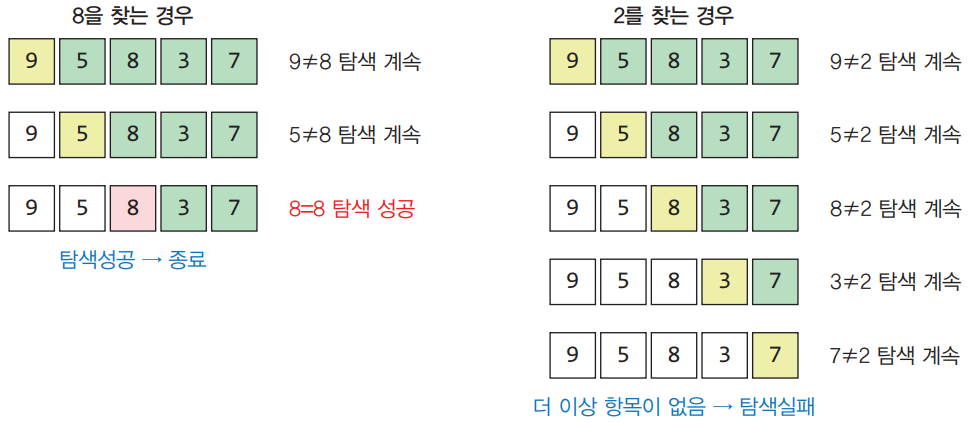 8을 찾는 경우
9 5 8 3 7 9≠8 탐색 계속
9 5 8 3 7 5≠8 탐색 계속
9 5 8 3 7 8=8 탐색 성공
탐색성공 → 종료
2를 찾는 경우
9 5 8 3 7 9≠2 탐색 계속
9 5 8 3 7 5≠2 탐색 계속
9 5 8 3 7 8≠2 탐색 계속
9 5 8 3 7 3≠2 탐색 계속
9 5 8 3 7 7≠2 탐색 계속
더 이상 항목이 없음 → 탐색실패